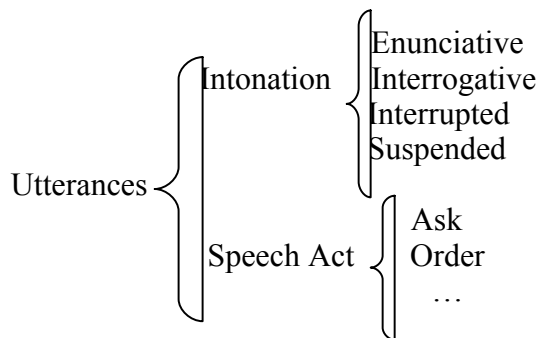 Enunciative
Intonation Interrogative
Interrupted
Suspended
Utterances
Ask
Speech Act Order
...